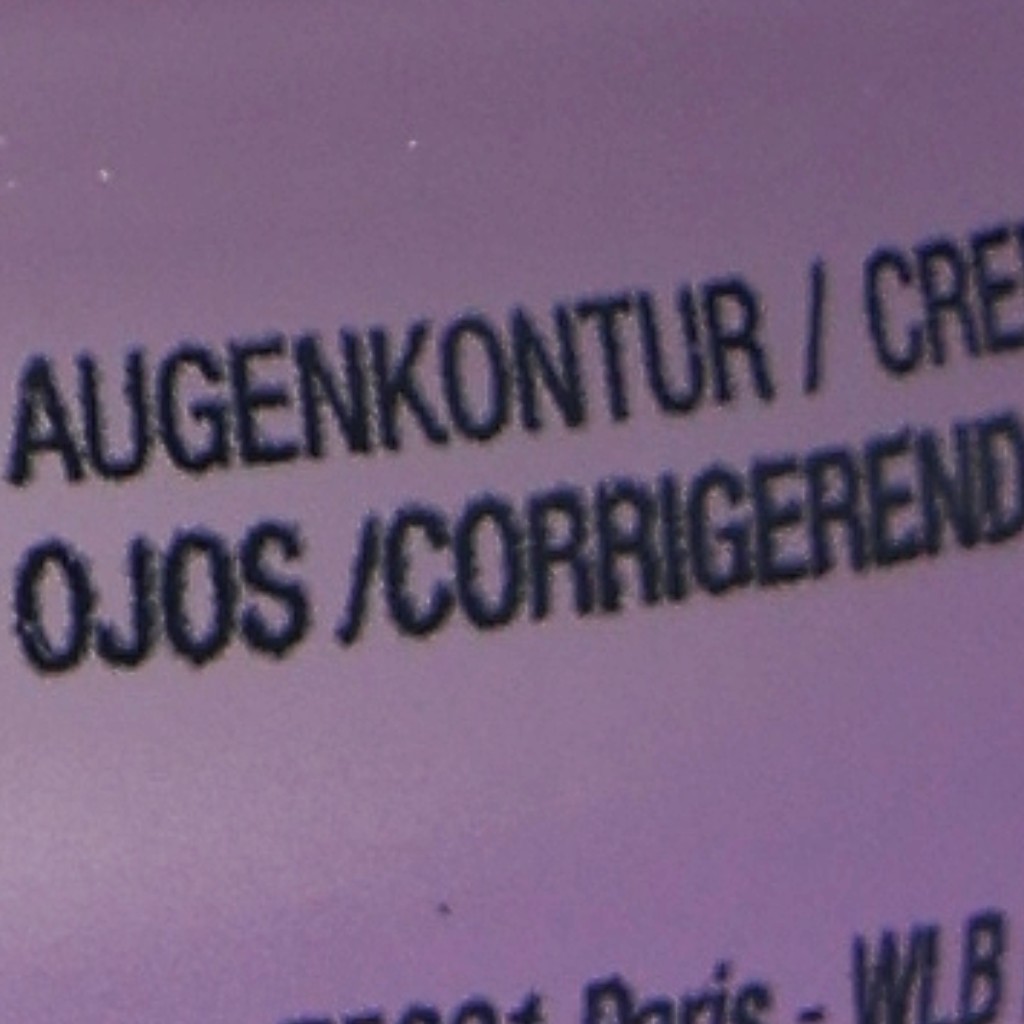 AUGENKONTUR / CRE
OJOS /CORRIGEREND
Paris - WLB